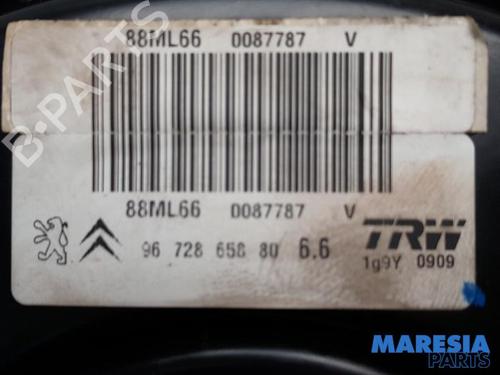 88ML66 0087787 V
B-PARTS
88ML66 0087787 V
96 728 658 80 6.6
TRW
1g9Y 0909
MARESIA
PARTS